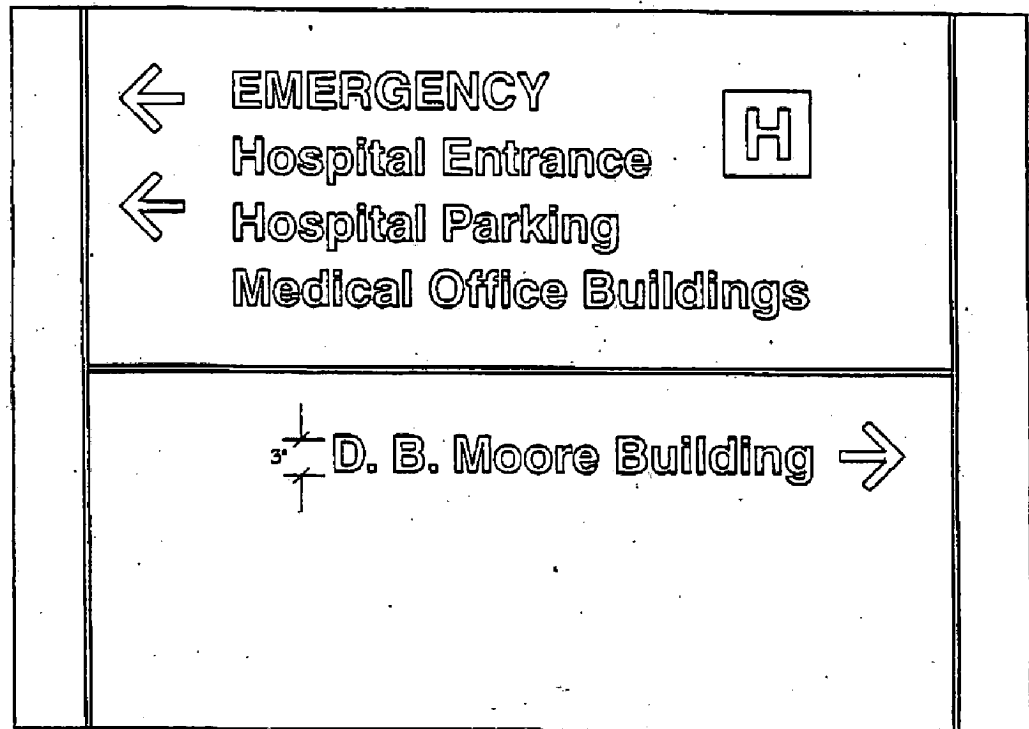 EMERGENCY
Hospital Entrance
H
Hospital Parking
Medical Office Buildings
3"
D. B. Moore Building